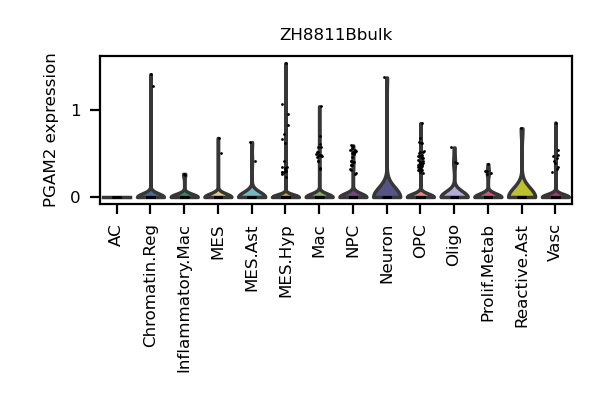 ZH8811Bbulk
PGAM2 expression
1
0
AC
Chromatin.Reg
Inflammatory.Mac
MES
MES.Ast
MES.Hyp
Mac
NPC
Neuron
OPC
Oligo
Prolif.Metab
Reactive.Ast
Vasc